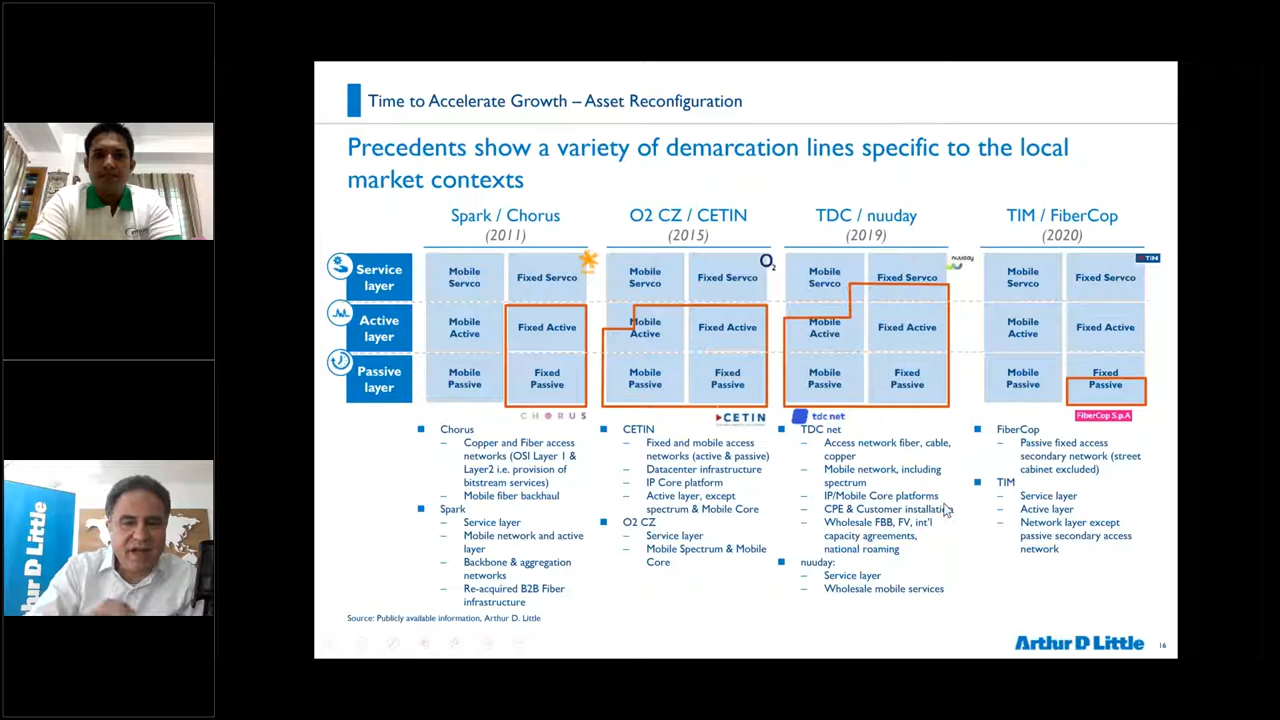 Time to Accelerate Growth – Asset Reconfiguration
Precedents show a variety of demarcation lines specific to the local
market contexts
Spark / Chorus
(2011)
O2 CZ / CETIN
(2015)
TDC / nuuday
(2019)
TIM / FiberCop
(2020)
Service
layer
Mobile
Servco
Fixed Servco
Mobile
Servco
Fixed Servco
O2
Mobile
Servco
Fixed Servco
nuuday
Mobile
Servco
Fixed Servco
TIM
Active
layer
Mobile
Active
Fixed Active
Mobile
Active
Fixed Active
Mobile
Active
Fixed Active
Mobile
Active
Fixed Active
Passive
layer
Mobile
Passive
Fixed
Passive
Mobile
Passive
Fixed
Passive
Mobile
Passive
Fixed
Passive
Mobile
Passive
Fixed
Passive
CHORUS
CETIN
tdc net
FiberCop S.p.A
■ Chorus
– Copper and Fiber access
networks (OSI Layer 1 &
Layer2 i.e. provision of
bitstream services)
– Mobile fiber backhaul
■ Spark
– Service layer
– Mobile network and active
layer
– Backbone & aggregation
networks
– Re-acquired B2B Fiber
infrastructure
■ CETIN
– Fixed and mobile access
networks (active & passive)
– Datacenter infrastructure
– IP Core platform
– Active layer, except
spectrum & Mobile Core
■ O2 CZ
– Service layer
– Mobile Spectrum & Mobile
Core
■ TDC net
– Access network fiber, cable,
copper
– Mobile network, including
spectrum
– IP/Mobile Core platforms
– CPE & Customer
– Wholesale FBB, FV, int'l
capacity agreements,
national roaming
■ nuuday:
– Service layer
– Wholesale mobile services
■ FiberCop
– Passive fixed access
secondary network (street
cabinet excluded)
■ TIM
– Service layer
– Active layer
– Network layer except
passive secondary access
network
Source: Publicly available information, Arthur D. Little
Arthur D Little
16